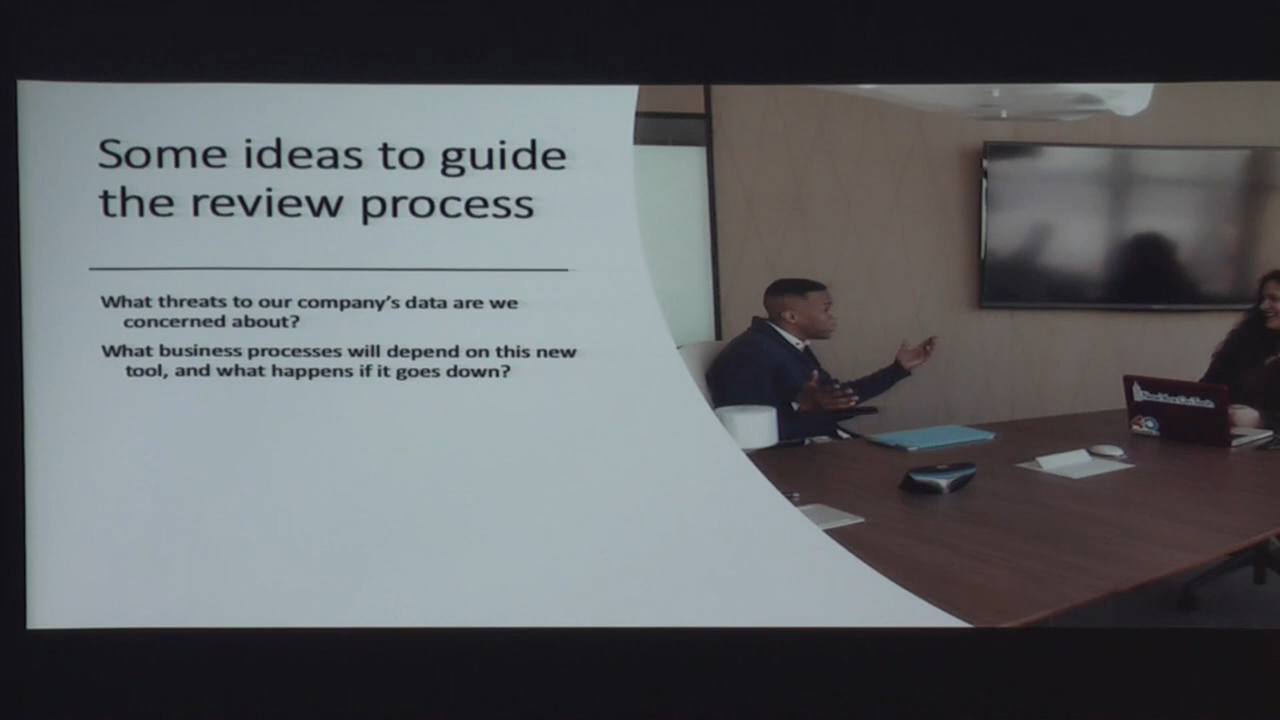 Some ideas to guide
the review process
What threats to our company's data are we
concerned about?
What business processes will depend on this new
tool, and what happens if it goes down?